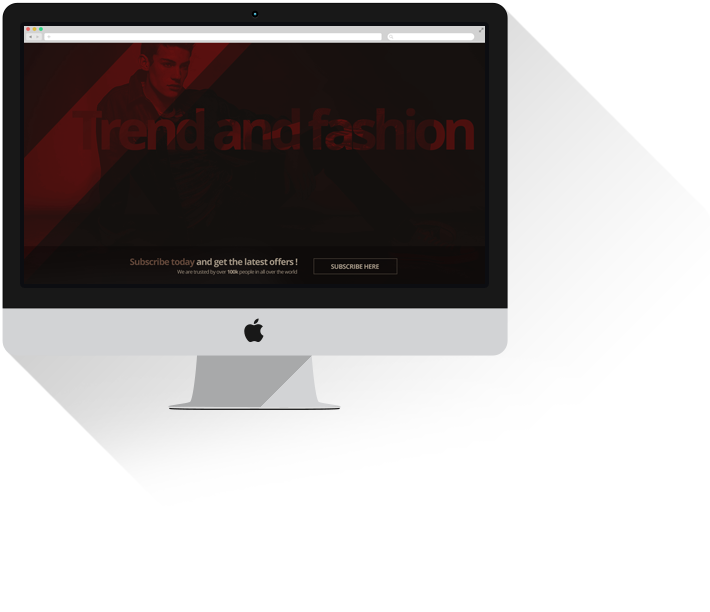 Trend and fashion
Subscribe today and get the latest offers !
We are trusted by over 100k people in all over the world
SUBSCRIBE HERE